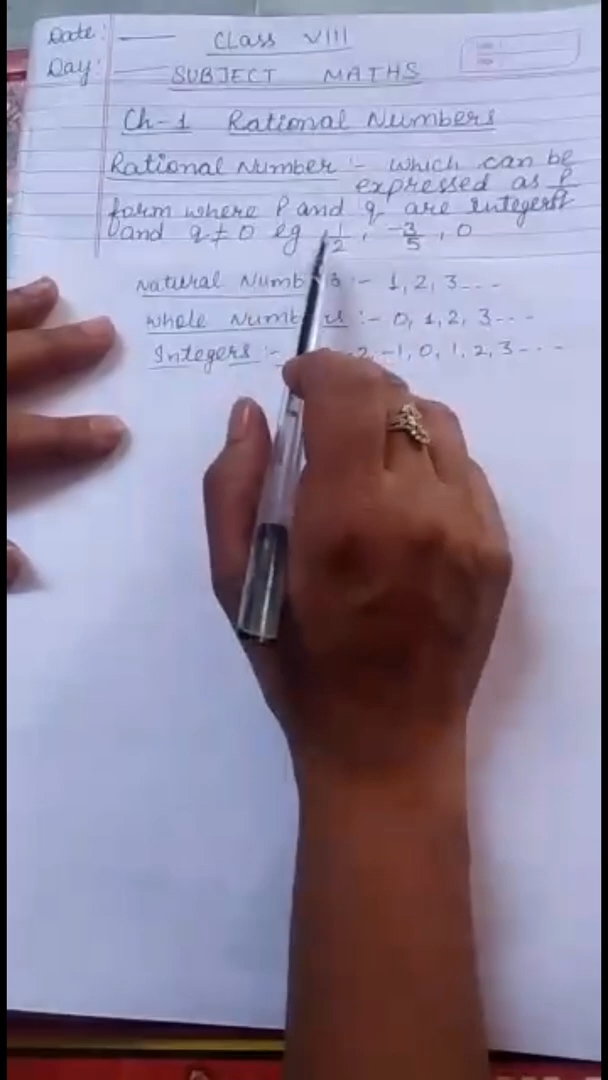 Date: —
CLass VIII
Day: —
SUBJECT MATHS
Ch-1 Rational Numbers
Rational Number :- which can be
expressed as P/q
form where P and q are integers
and q ≠ 0 eg 1/2, -3/5, 0
Natural Numb :- 1, 2, 3---
Whole Numb s :- 0, 1, 2, 3---
Integers :- -2, -1, 0, 1, 2, 3---